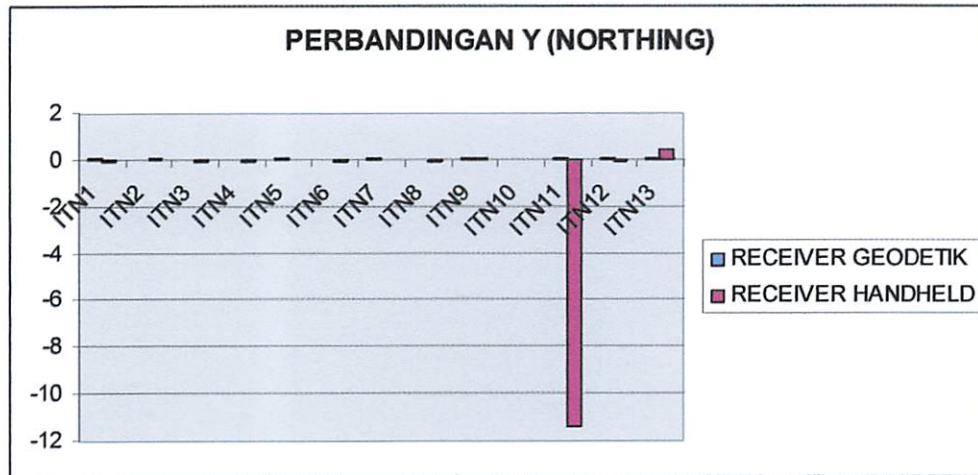 PERBANDINGAN Y (NORTHING)
2
0
-2
-4
-6
-8
-10
-12
ITN1
ITN2
ITN3
ITN4
ITN5
ITN6
ITN7
ITN8
ITN9
ITN10
ITN11
ITN12
ITN13
RECEIVER GEODETIK
RECEIVER HANDHELD